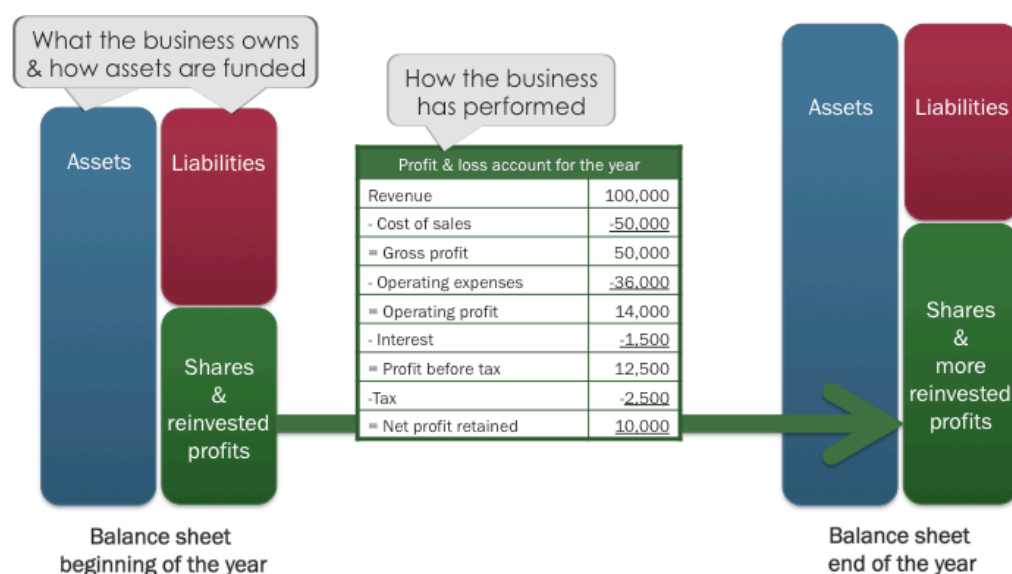 What the business owns
& how assets are funded
Assets
Liabilities
Shares
&
reinvested
profits
Balance sheet
beginning of the year
How the business
has performed
Profit & loss account for the year
Revenue 100,000
- Cost of sales -50,000
= Gross profit 50,000
- Operating expenses -36,000
= Operating profit 14,000
- Interest -1,500
= Profit before tax 12,500
-Tax -2,500
= Net profit retained 10,000
Assets
Liabilities
Shares
&
more
reinvested
profits
Balance sheet
end of the year